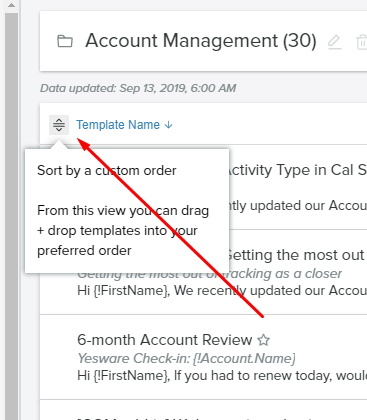 Account Management (30)
Data updated: Sep 13, 2019, 6:00 AM
Template Name ↓
Sort by a custom order
From this view you can drag
+ drop templates into your
preferred order
Activity Type in Cal S
ntly updated our Accou
Getting the most out
Getting the most out of tracking as a closer
Hi {!FirstName}, We recently updated our Accou
6-month Account Review ☆
Yesware Check-in: {!Account.Name}
Hi {!FirstName}, If you had to renew today, would